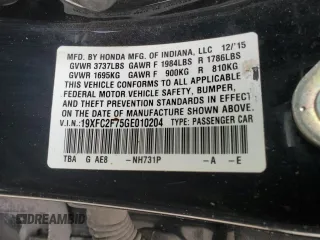 MFD. BY HONDA MFG. OF INDIANA, LLC 12/'15
GVWR 3737LBS GAWR F 1984LBS R 1786LBS
GVWR 1695KG GAWR F 900KG R 810KG
THIS VEHICLE CONFORMS TO ALL APPLICABLE
FEDERAL MOTOR VEHICLE SAFETY, BUMPER,
AND THEFT PREVENTION STANDARDS IN EFFECT
ON THE DATE OF MANUFACTURE SHOWN ABOVE.
V.I.N.: 19XFC2F75GE010204 TYPE: PASSENGER CAR
TBA G AE8 -NH731P -A -E
© DREAMBID
DREAMBID.COM